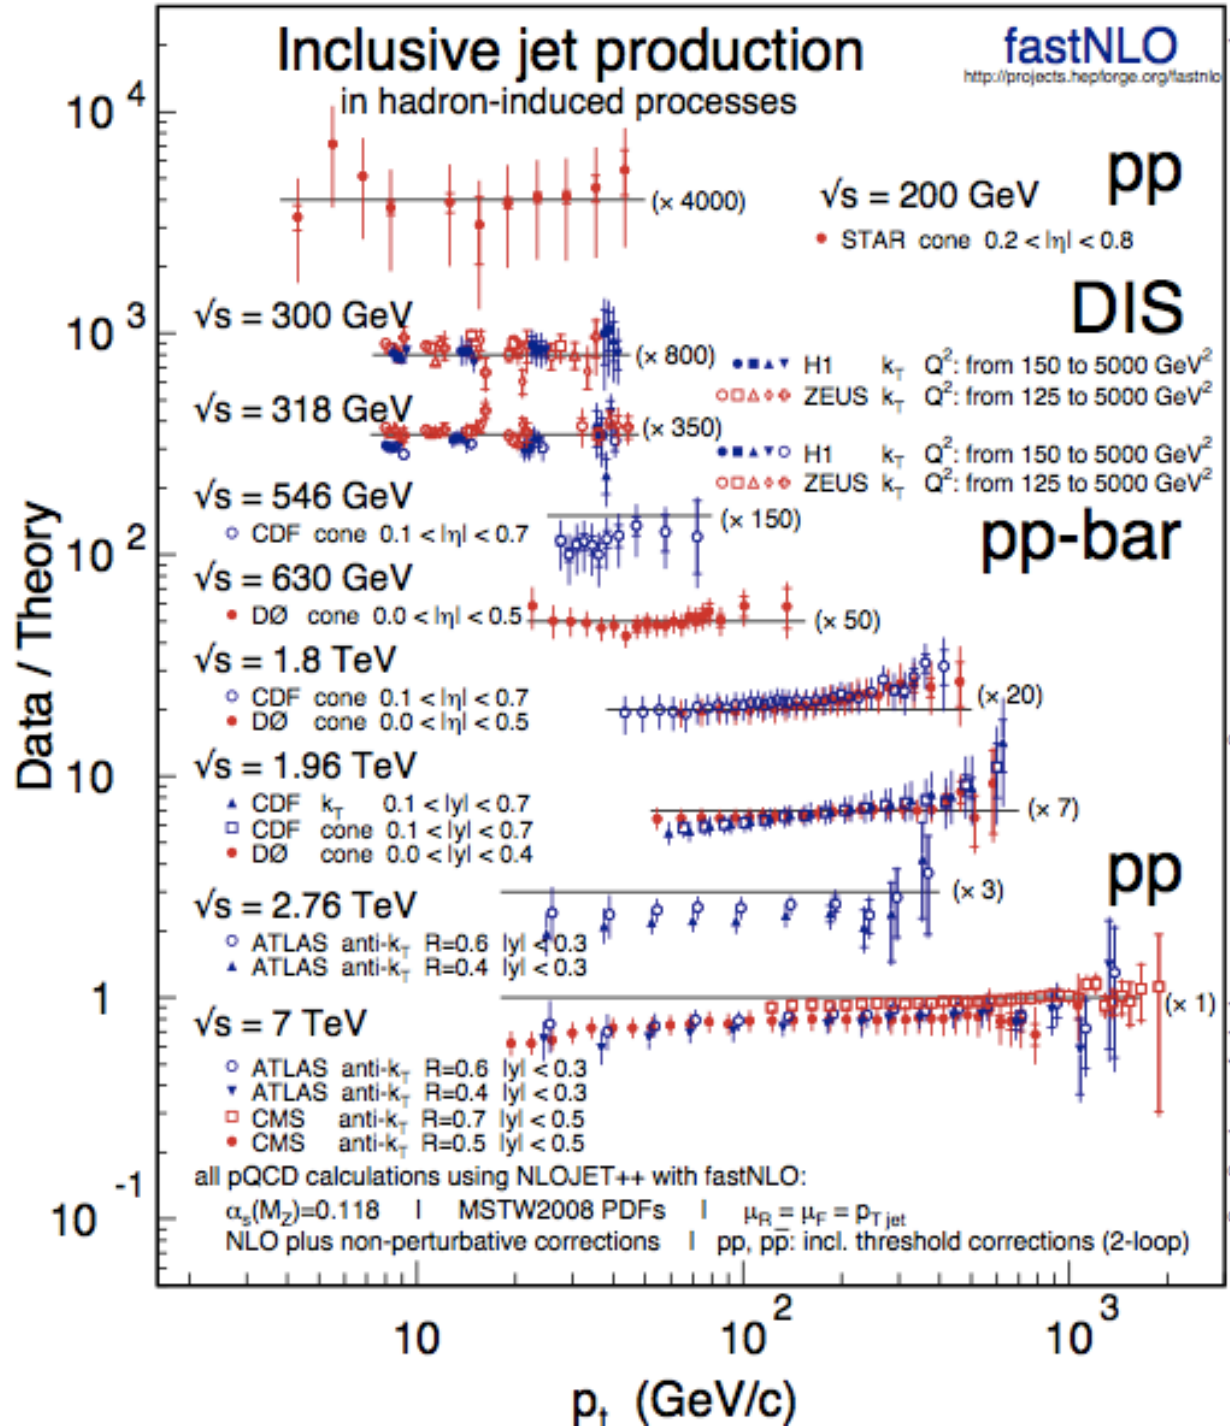 Inclusive jet production
in hadron-induced processes
fastNLO
http://projects.hepforge.org/fastnlo
pp
√s = 200 GeV
STAR cone 0.2 < |η| < 0.8
(× 4000)
DIS
√s = 300 GeV
(× 800)
H1 k_T Q²: from 150 to 5000 GeV²
ZEUS k_T Q²: from 125 to 5000 GeV²
√s = 318 GeV
(× 350)
H1 k_T Q²: from 150 to 5000 GeV²
ZEUS k_T Q²: from 125 to 5000 GeV²
pp-bar
√s = 546 GeV
CDF cone 0.1 < |η| < 0.7
(× 150)
√s = 630 GeV
DØ cone 0.0 < |η| < 0.5
(× 50)
√s = 1.8 TeV
CDF cone 0.1 < |η| < 0.7
DØ cone 0.0 < |η| < 0.5
(× 20)
√s = 1.96 TeV
CDF k_T 0.1 < |y| < 0.7
CDF cone 0.1 < |y| < 0.7
DØ cone 0.0 < |y| < 0.4
(× 7)
pp
√s = 2.76 TeV
ATLAS anti-k_T R=0.6 |y| < 0.3
ATLAS anti-k_T R=0.4 |y| < 0.3
(× 3)
√s = 7 TeV
ATLAS anti-k_T R=0.6 |y| < 0.3
ATLAS anti-k_T R=0.4 |y| < 0.3
CMS anti-k_T R=0.7 |y| < 0.5
CMS anti-k_T R=0.5 |y| < 0.5
(× 1)
all pQCD calculations using NLOJET++ with fastNLO:
α_s(M_Z)=0.118 | MSTW2008 PDFs | μ_R = μ_F = p_T jet
NLO plus non-perturbative corrections | pp, pp̅: incl. threshold corrections (2-loop)
Data / Theory
10⁴
10³
10²
10
1
10⁻¹
10
10²
10³
p_t (GeV/c)